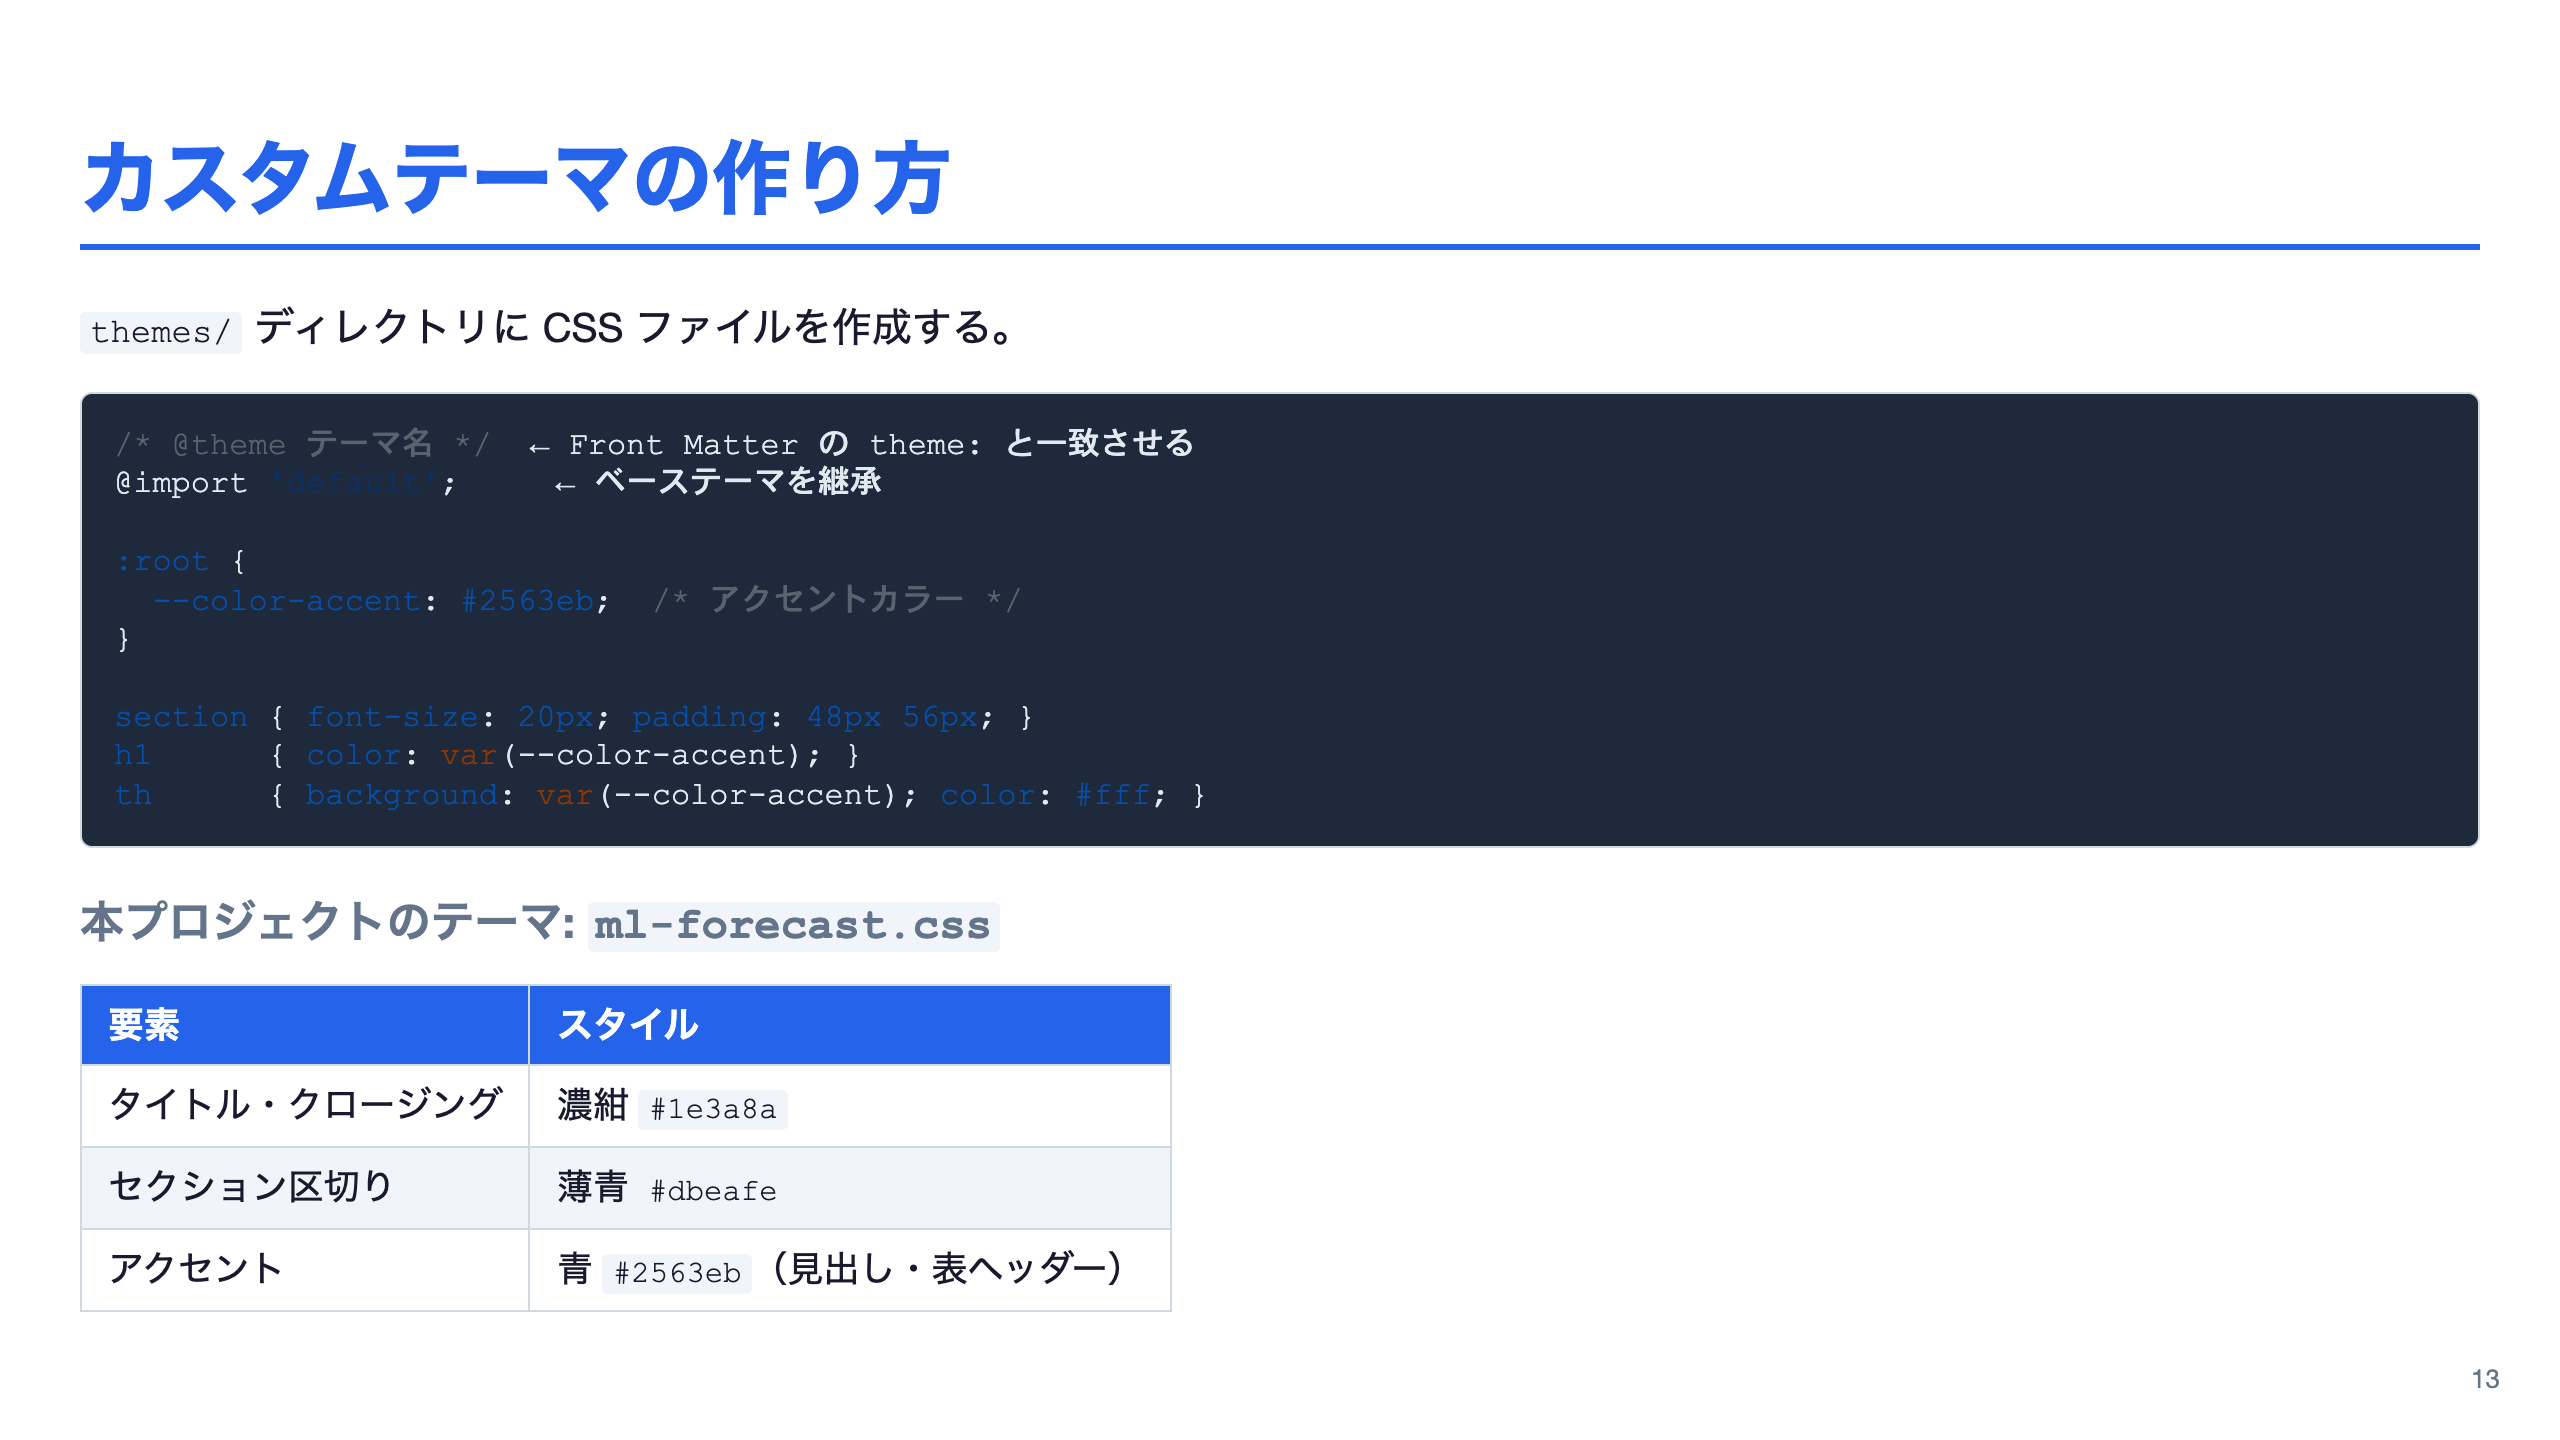 カスタムテーマの作り方
themes/ ディレクトリに CSS ファイルを作成する。
/* @theme テーマ名 */  ← Front Matter の theme: と一致させる
@import 'default';     ← ベーステーマを継承
:root {
  --color-accent: #2563eb;  /* アクセントカラー */
}
section { font-size: 20px; padding: 48px 56px; }
h1      { color: var(--color-accent); }
th      { background: var(--color-accent); color: #fff; }
本プロジェクトのテーマ: ml-forecast.css
要素 スタイル
タイトル・クロージング 濃紺 #1e3a8a
セクション区切り 薄青 #dbeafe
アクセント 青 #2563eb（見出し・表ヘッダー）
13